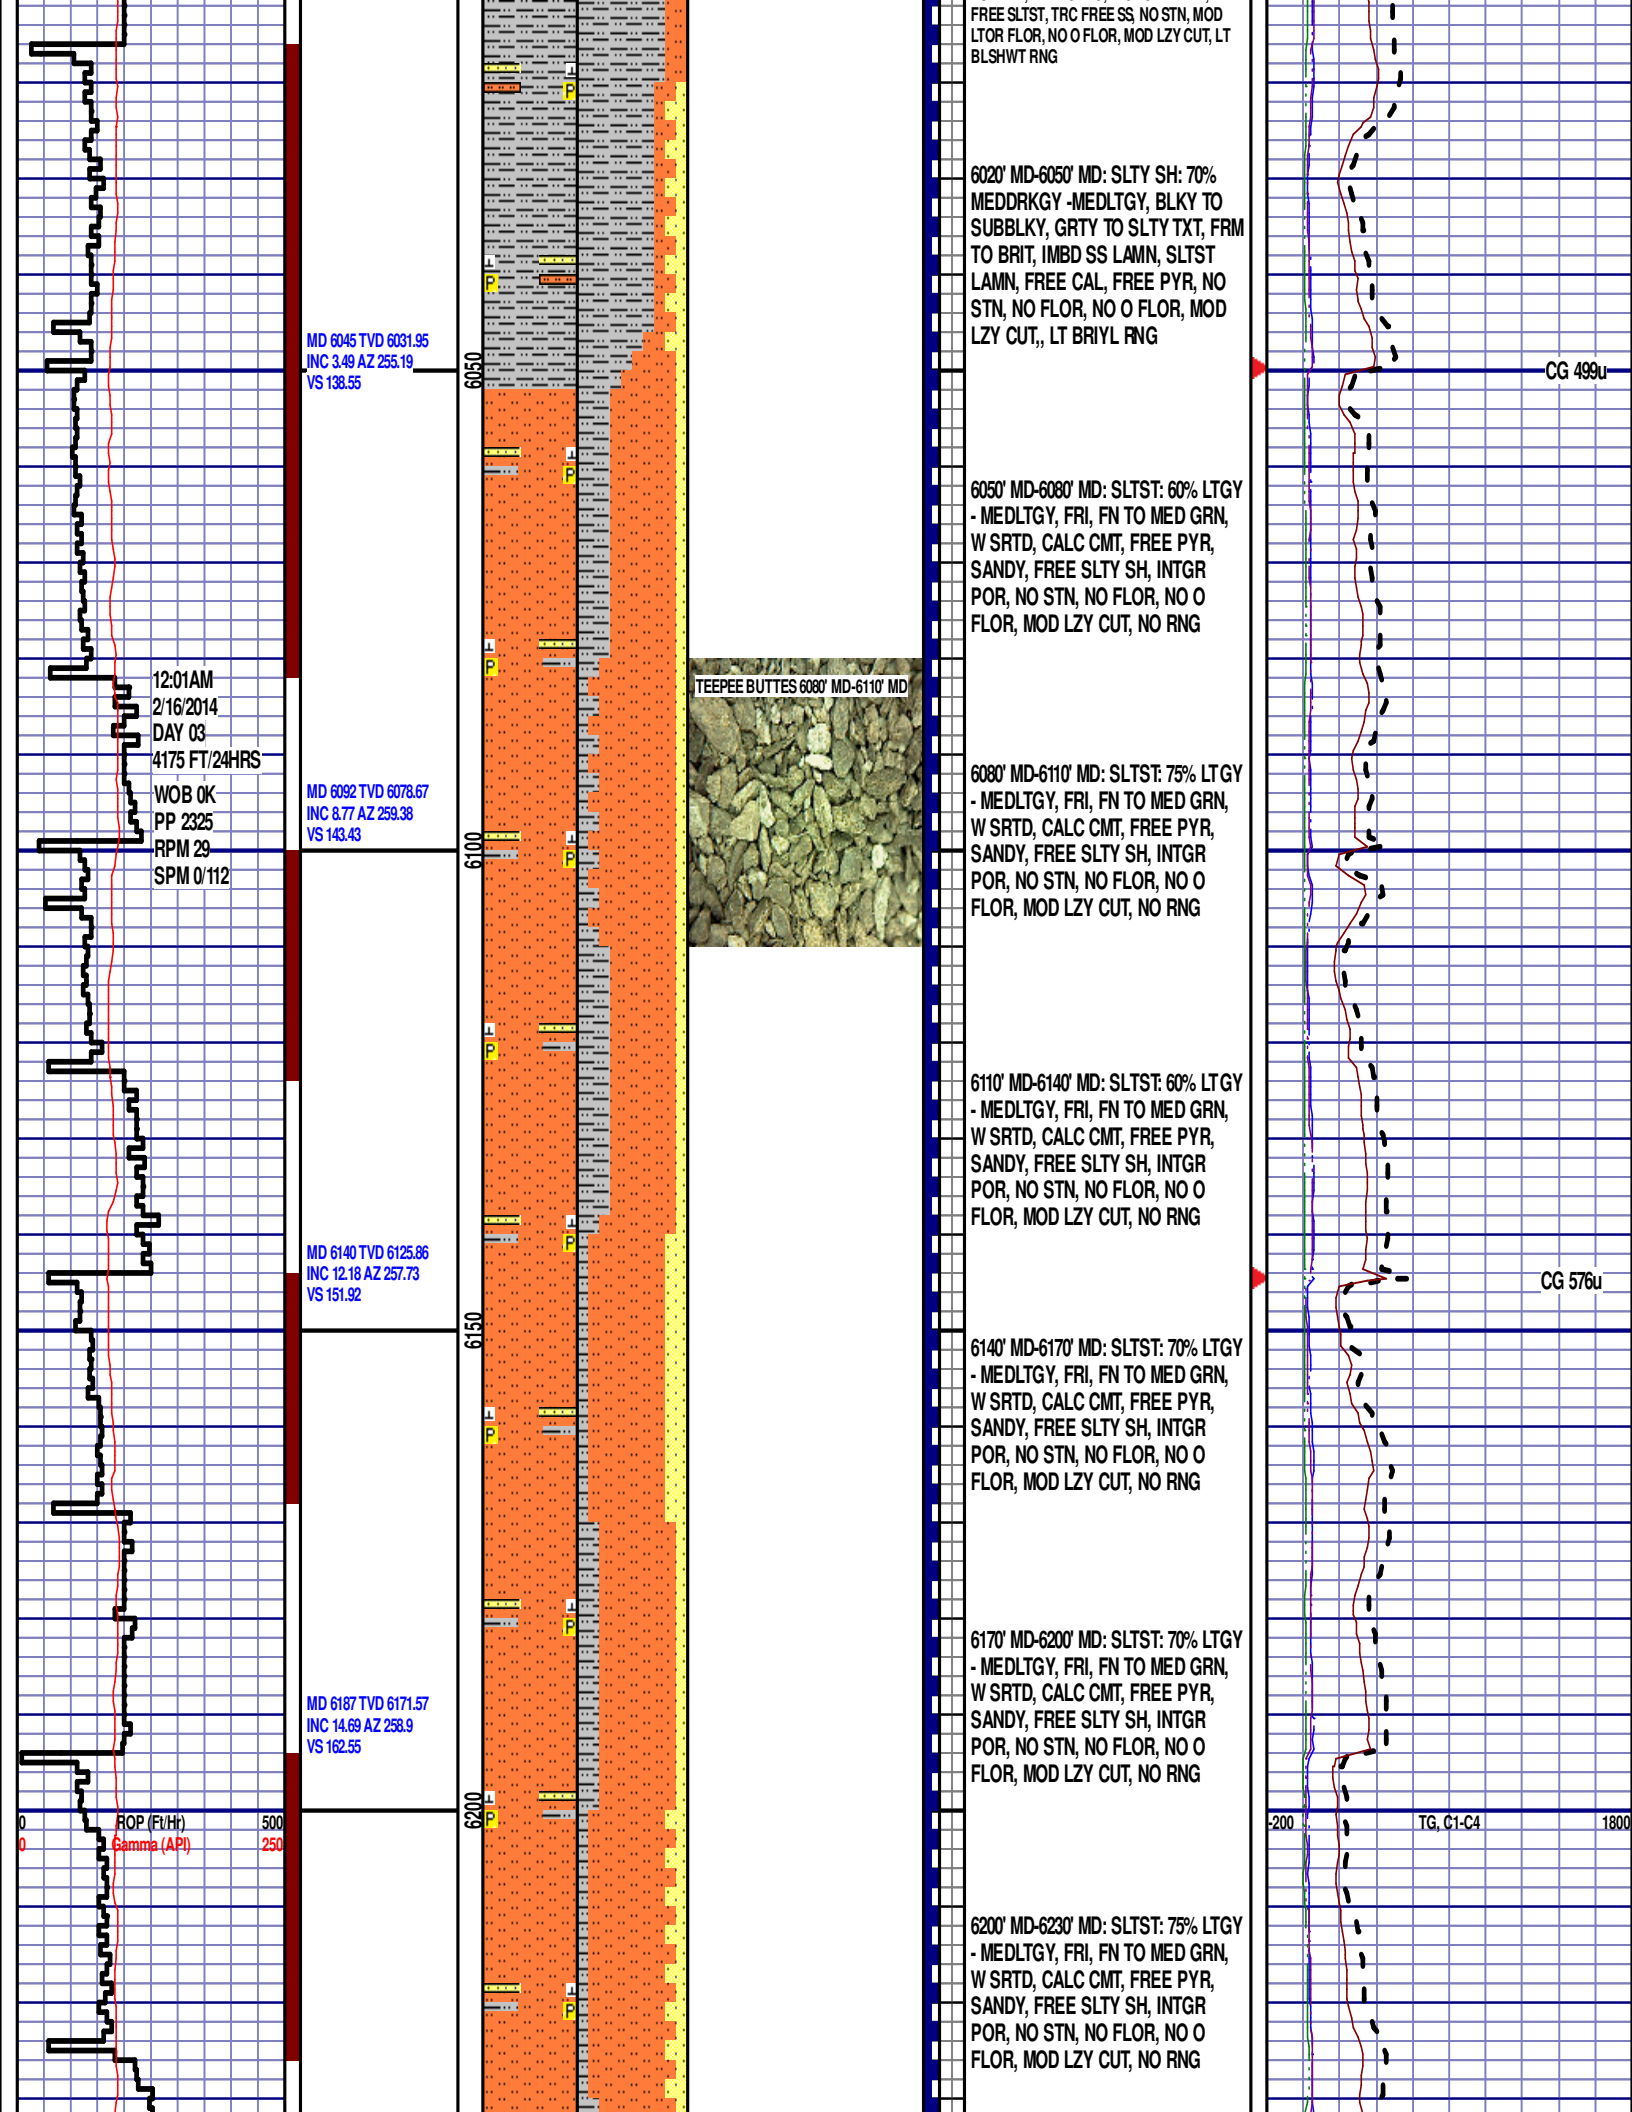 FREE SLTST, TRC FREE SS, NO STN, MOD
LTOR FLOR, NO O FLOR, MOD LZY CUT, LT
BLSHWT RNG
6020' MD-6050' MD: SLTY SH: 70%
MEDDRKGY -MEDLTGY, BLKY TO
SUBBLKY, GRTY TO SLTY TXT, FRM
TO BRIT, IMBD SS LAMN, SLTST
LAMN, FREE CAL, FREE PYR, NO
STN, NO FLOR, NO O FLOR, MOD
LZY CUT,, LT BRIYL RNG
MD 6045 TVD 6031.95
INC 3.49 AZ 255.19
VS 138.55
6050
CG 499u
6050' MD-6080' MD: SLTST: 60% LTGY
- MEDLTGY, FRI, FN TO MED GRN,
W SRTD, CALC CMT, FREE PYR,
SANDY, FREE SLTY SH, INTGR
POR, NO STN, NO FLOR, NO O
FLOR, MOD LZY CUT, NO RNG
12:01AM
2/16/2014
DAY 03
4175 FT/24HRS
WOB 0K
PP 2325
RPM 29
SPM 0/112
TEEPEE BUTTES 6080' MD-6110' MD
MD 6092 TVD 6078.67
INC 8.77 AZ 259.38
VS 143.43
6100
6080' MD-6110' MD: SLTST: 75% LTGY
- MEDLTGY, FRI, FN TO MED GRN,
W SRTD, CALC CMT, FREE PYR,
SANDY, FREE SLTY SH, INTGR
POR, NO STN, NO FLOR, NO O
FLOR, MOD LZY CUT, NO RNG
6110' MD-6140' MD: SLTST: 60% LTGY
- MEDLTGY, FRI, FN TO MED GRN,
W SRTD, CALC CMT, FREE PYR,
SANDY, FREE SLTY SH, INTGR
POR, NO STN, NO FLOR, NO O
FLOR, MOD LZY CUT, NO RNG
MD 6140 TVD 6125.86
INC 12.18 AZ 257.73
VS 151.92
CG 576u
6150
6140' MD-6170' MD: SLTST: 70% LTGY
- MEDLTGY, FRI, FN TO MED GRN,
W SRTD, CALC CMT, FREE PYR,
SANDY, FREE SLTY SH, INTGR
POR, NO STN, NO FLOR, NO O
FLOR, MOD LZY CUT, NO RNG
6170' MD-6200' MD: SLTST: 70% LTGY
- MEDLTGY, FRI, FN TO MED GRN,
W SRTD, CALC CMT, FREE PYR,
SANDY, FREE SLTY SH, INTGR
POR, NO STN, NO FLOR, NO O
FLOR, MOD LZY CUT, NO RNG
MD 6187 TVD 6171.57
INC 14.69 AZ 258.9
VS 162.55
6200
0 ROP (Ft/Hr) 500
0 Gamma (API) 250
-200 TG, C1-C4 1800
6200' MD-6230' MD: SLTST: 75% LTGY
- MEDLTGY, FRI, FN TO MED GRN,
W SRTD, CALC CMT, FREE PYR,
SANDY, FREE SLTY SH, INTGR
POR, NO STN, NO FLOR, NO O
FLOR, MOD LZY CUT, NO RNG
P
P
P
P
P
P
P
P
P
P
P